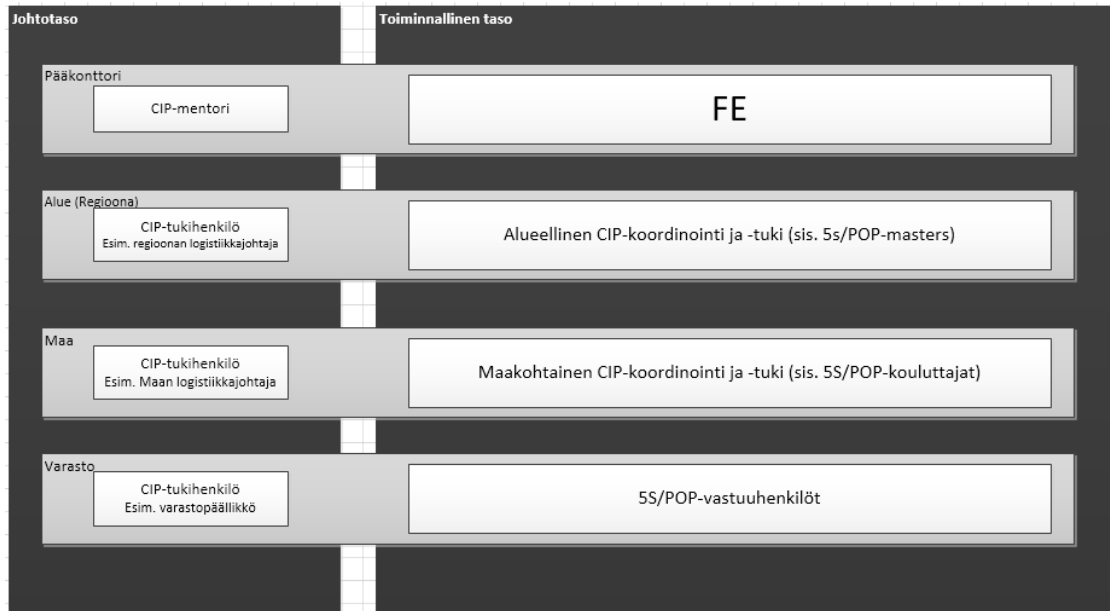 Johtotaso
Toiminnallinen taso
Pääkonttori
CIP-mentori
FE
Alue (Regioona)
CIP-tukihenkilö
Esim. regioonan logistiikkajohtaja
Alueellinen CIP-koordinointi ja -tuki (sis. 5s/POP-masters)
Maa
CIP-tukihenkilö
Esim. Maan logistiikkajohtaja
Maakohtainen CIP-koordinointi ja -tuki (sis. 5S/POP-kouluttajat)
Varasto
CIP-tukihenkilö
Esim. varastopäällikkö
5S/POP-vastuuhenkilöt